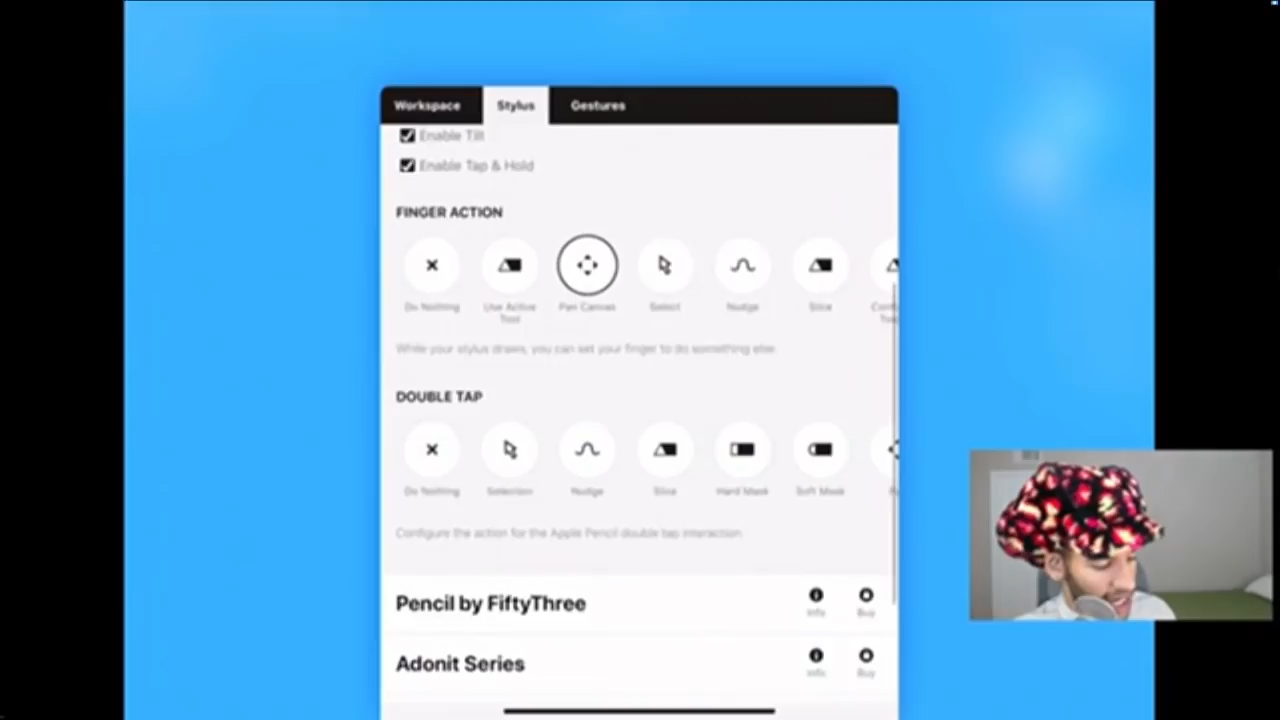 Workspace Stylus Gestures
Enable Tilt
Enable Tap & Hold
FINGER ACTION
Do Nothing Use Active Tool Pan Canvas Select Nudge Slice
While your stylus draws, you can set your finger to do something else.
DOUBLE TAP
Do Nothing Selection Nudge Slice Hard Mask Soft Mask
Configure the action for the Apple Pencil double tap interaction
Pencil by FiftyThree Info Buy
Adonit Series Info Buy